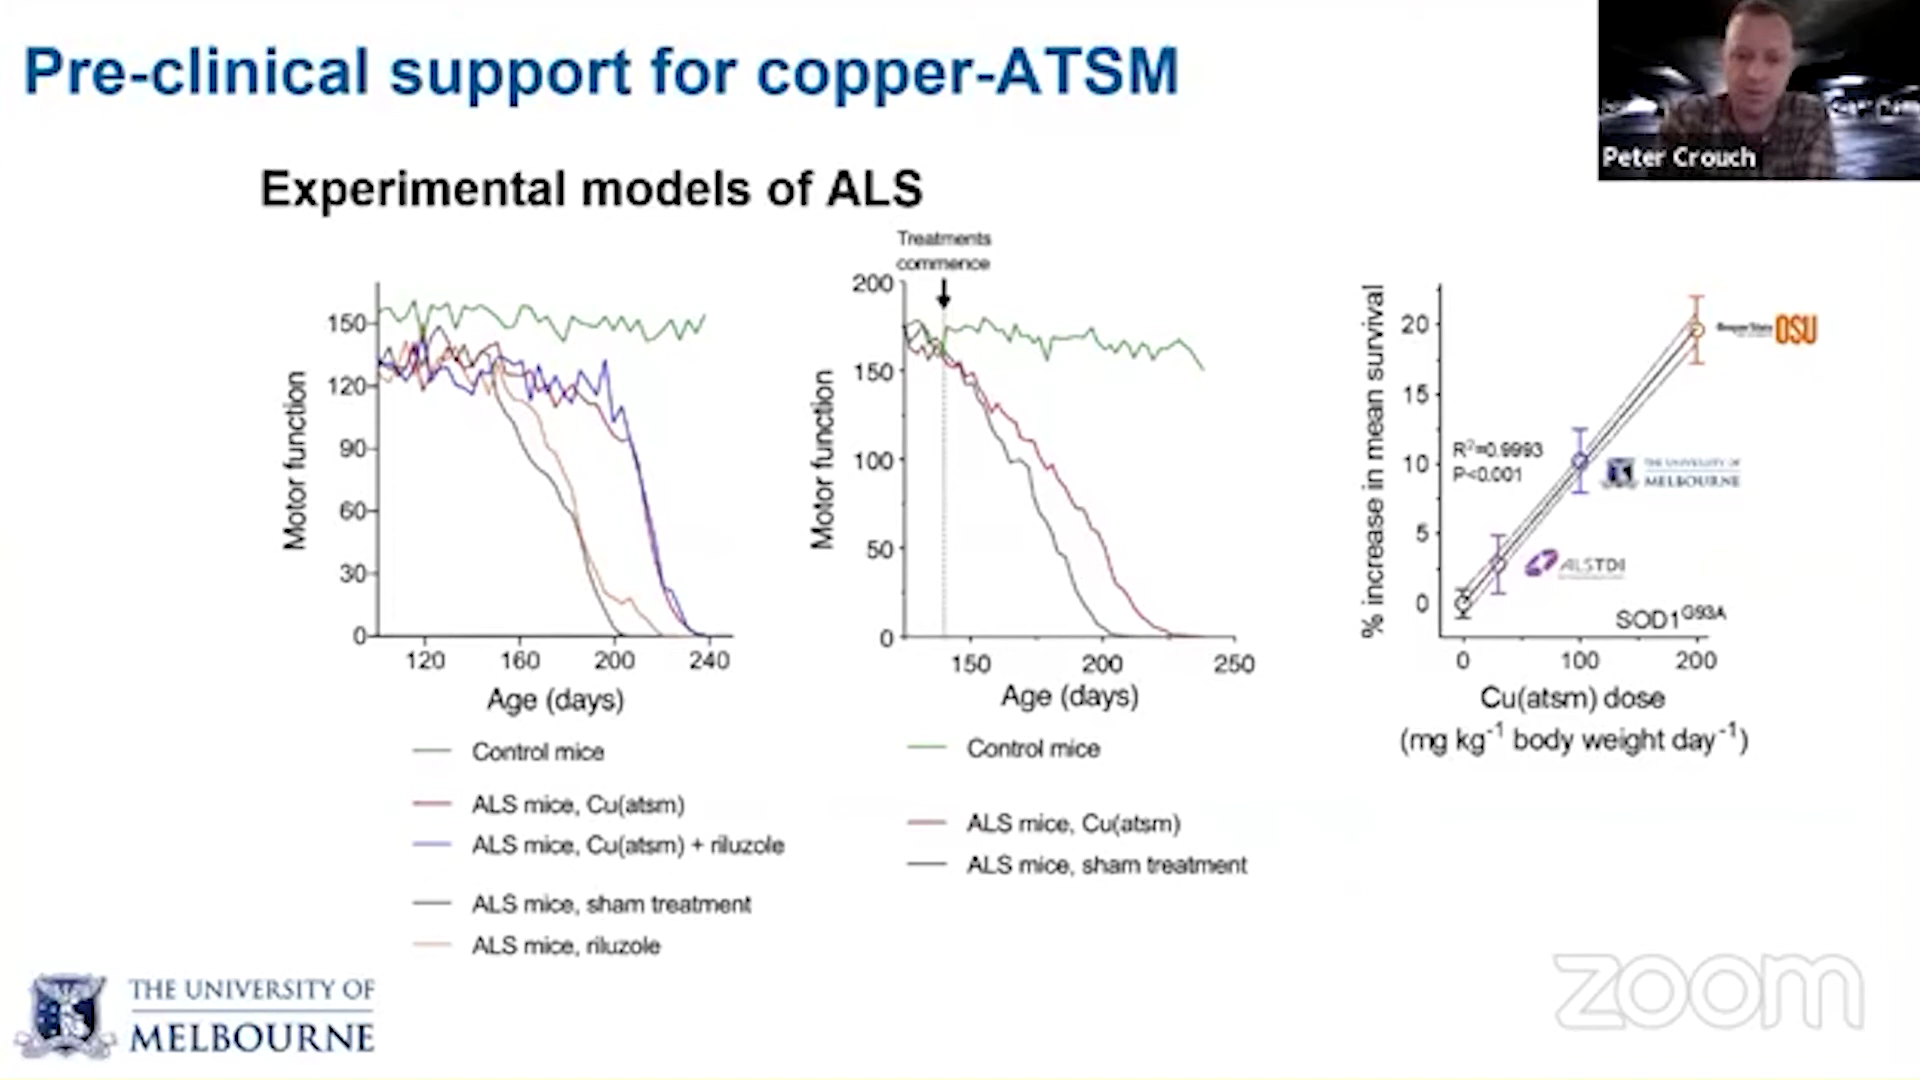 Pre-clinical support for copper-ATSM
Peter Crouch
Experimental models of ALS
Motor function
150
120
90
60
30
0
120 160 200 240
Age (days)
Control mice
ALS mice, Cu(atsm)
ALS mice, Cu(atsm) + riluzole
ALS mice, sham treatment
ALS mice, riluzole
Treatments
commence
Motor function
200
150
100
50
0
150 200 250
Age (days)
Control mice
ALS mice, Cu(atsm)
ALS mice, sham treatment
% increase in mean survival
20
15
10
5
0
R²=0.9993
P<0.001
OSU
THE UNIVERSITY OF
MELBOURNE
ALSTDI
SOD1G93A
0 100 200
Cu(atsm) dose
(mg kg⁻¹ body weight day⁻¹)
THE UNIVERSITY OF
MELBOURNE
zoom